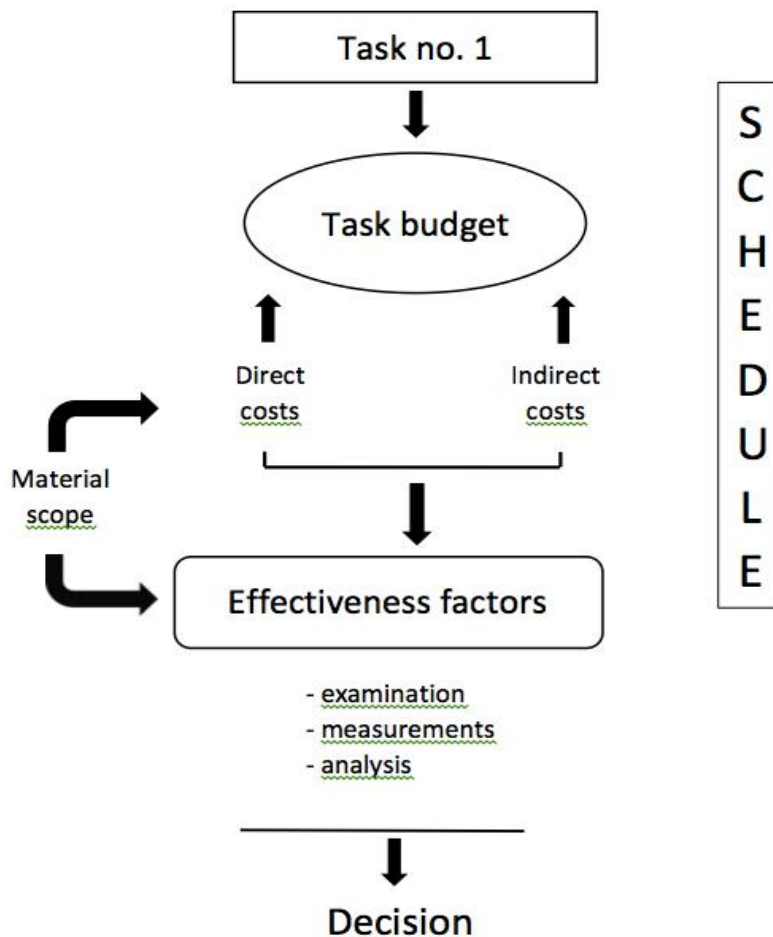 Task no. 1
Task budget
Direct
costs
Indirect
costs
Material
scope
Effectiveness factors
- examination
- measurements
- analysis
Decision
S
C
H
E
D
U
L
E